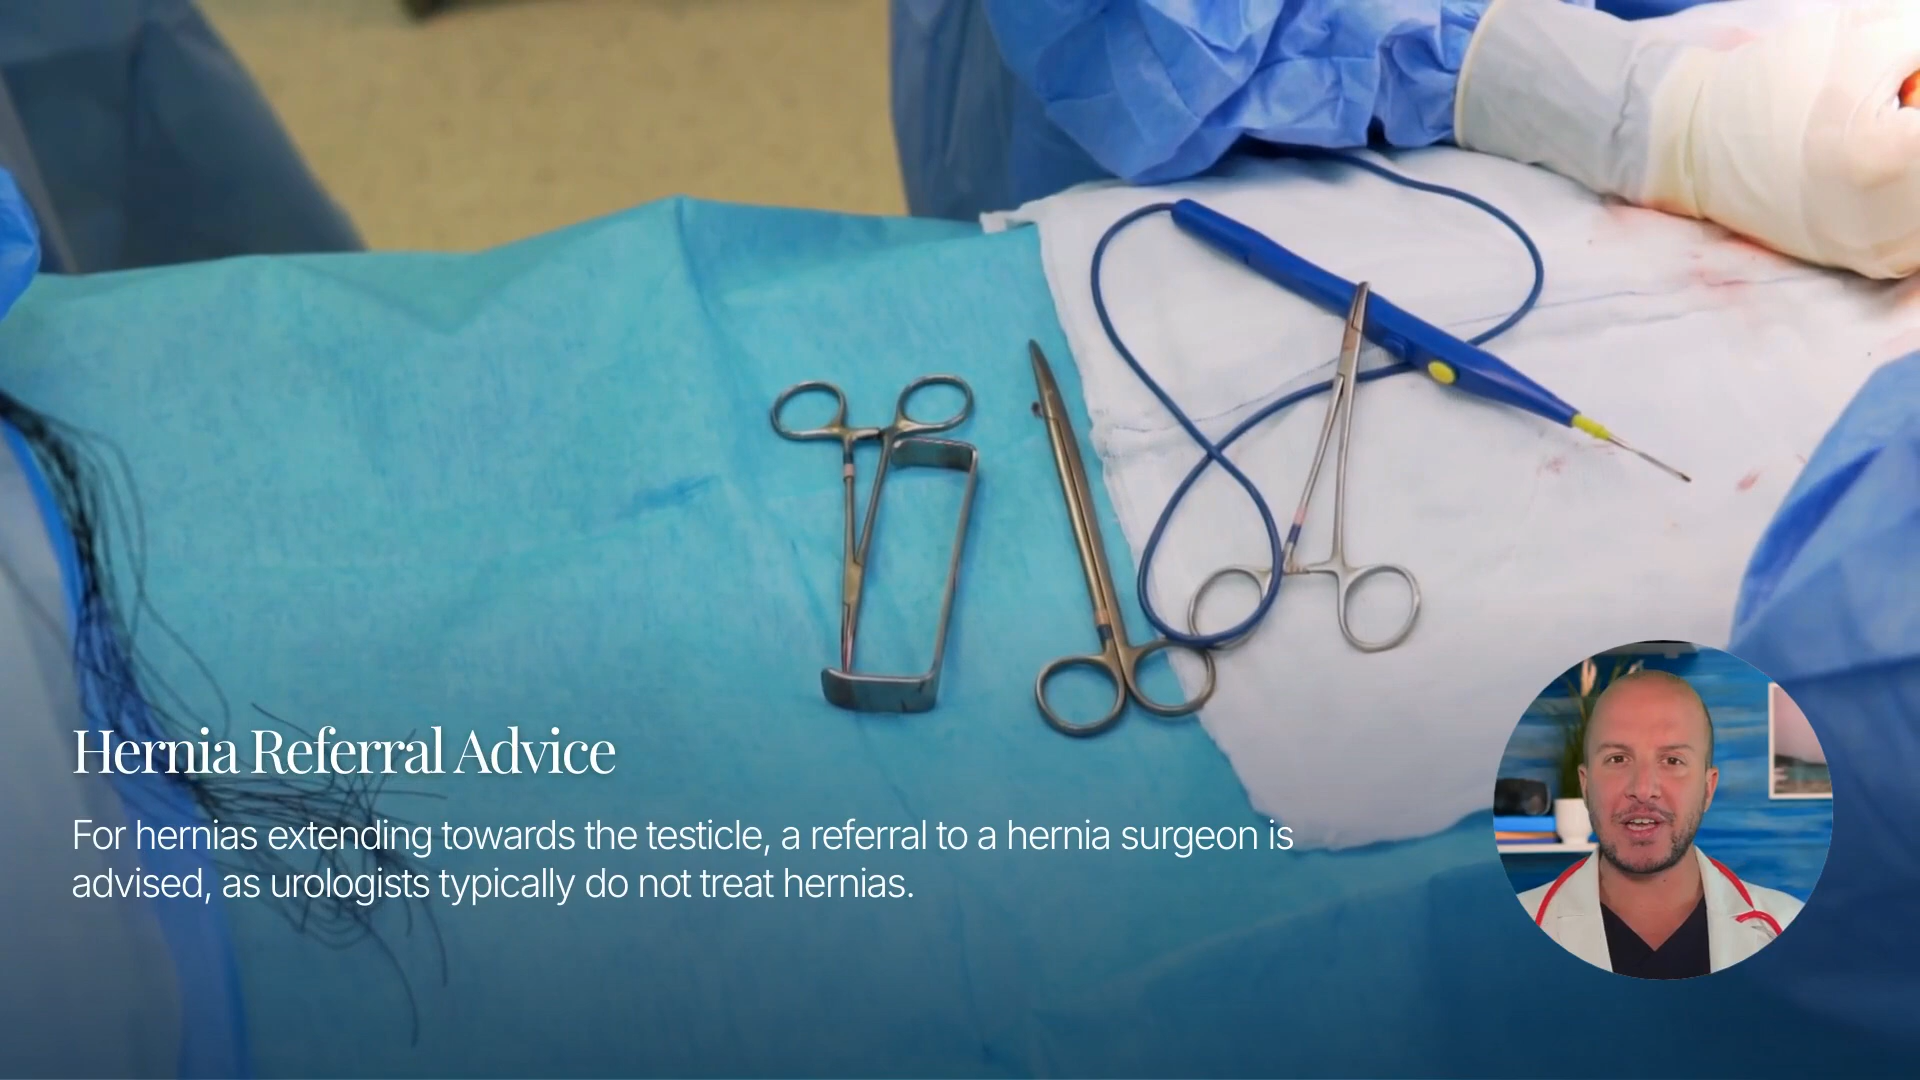 Hernia Referral Advice
For hernias extending towards the testicle, a referral to a hernia surgeon is
advised, as urologists typically do not treat hernias.